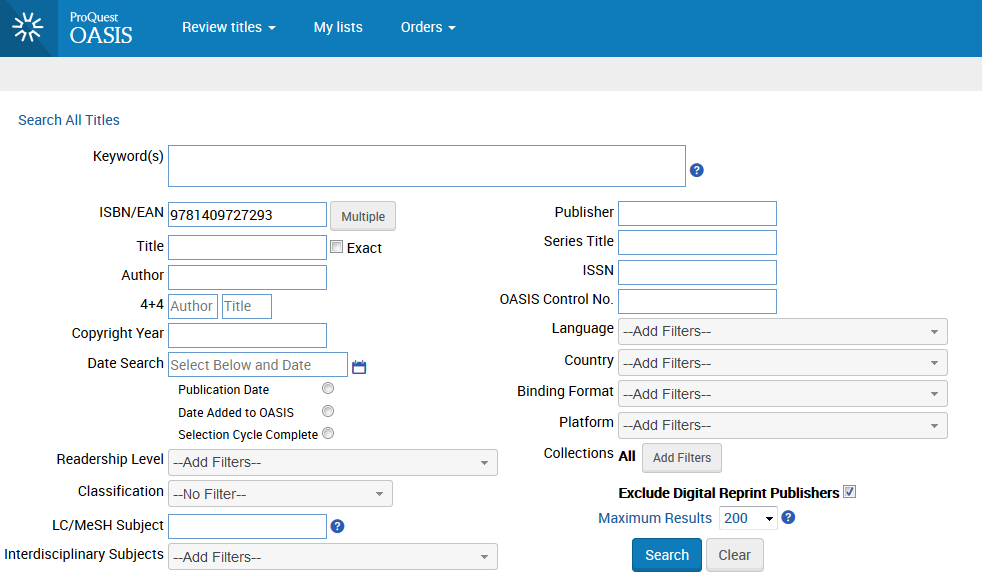 ProQuest
OASIS
Review titles
My lists
Orders
Search All Titles
Keyword(s)
?
ISBN/EAN 9781409727293 Multiple
Title Exact
Author
4+4 Author Title
Copyright Year
Date Search Select Below and Date
Publication Date
Date Added to OASIS
Selection Cycle Complete
Readership Level --Add Filters--
Classification --No Filter--
LC/MeSH Subject ?
Interdisciplinary Subjects --Add Filters--
Publisher
Series Title
ISSN
OASIS Control No.
Language --Add Filters--
Country --Add Filters--
Binding Format --Add Filters--
Platform --Add Filters--
Collections All Add Filters
Exclude Digital Reprint Publishers
Maximum Results 200 ?
Search Clear